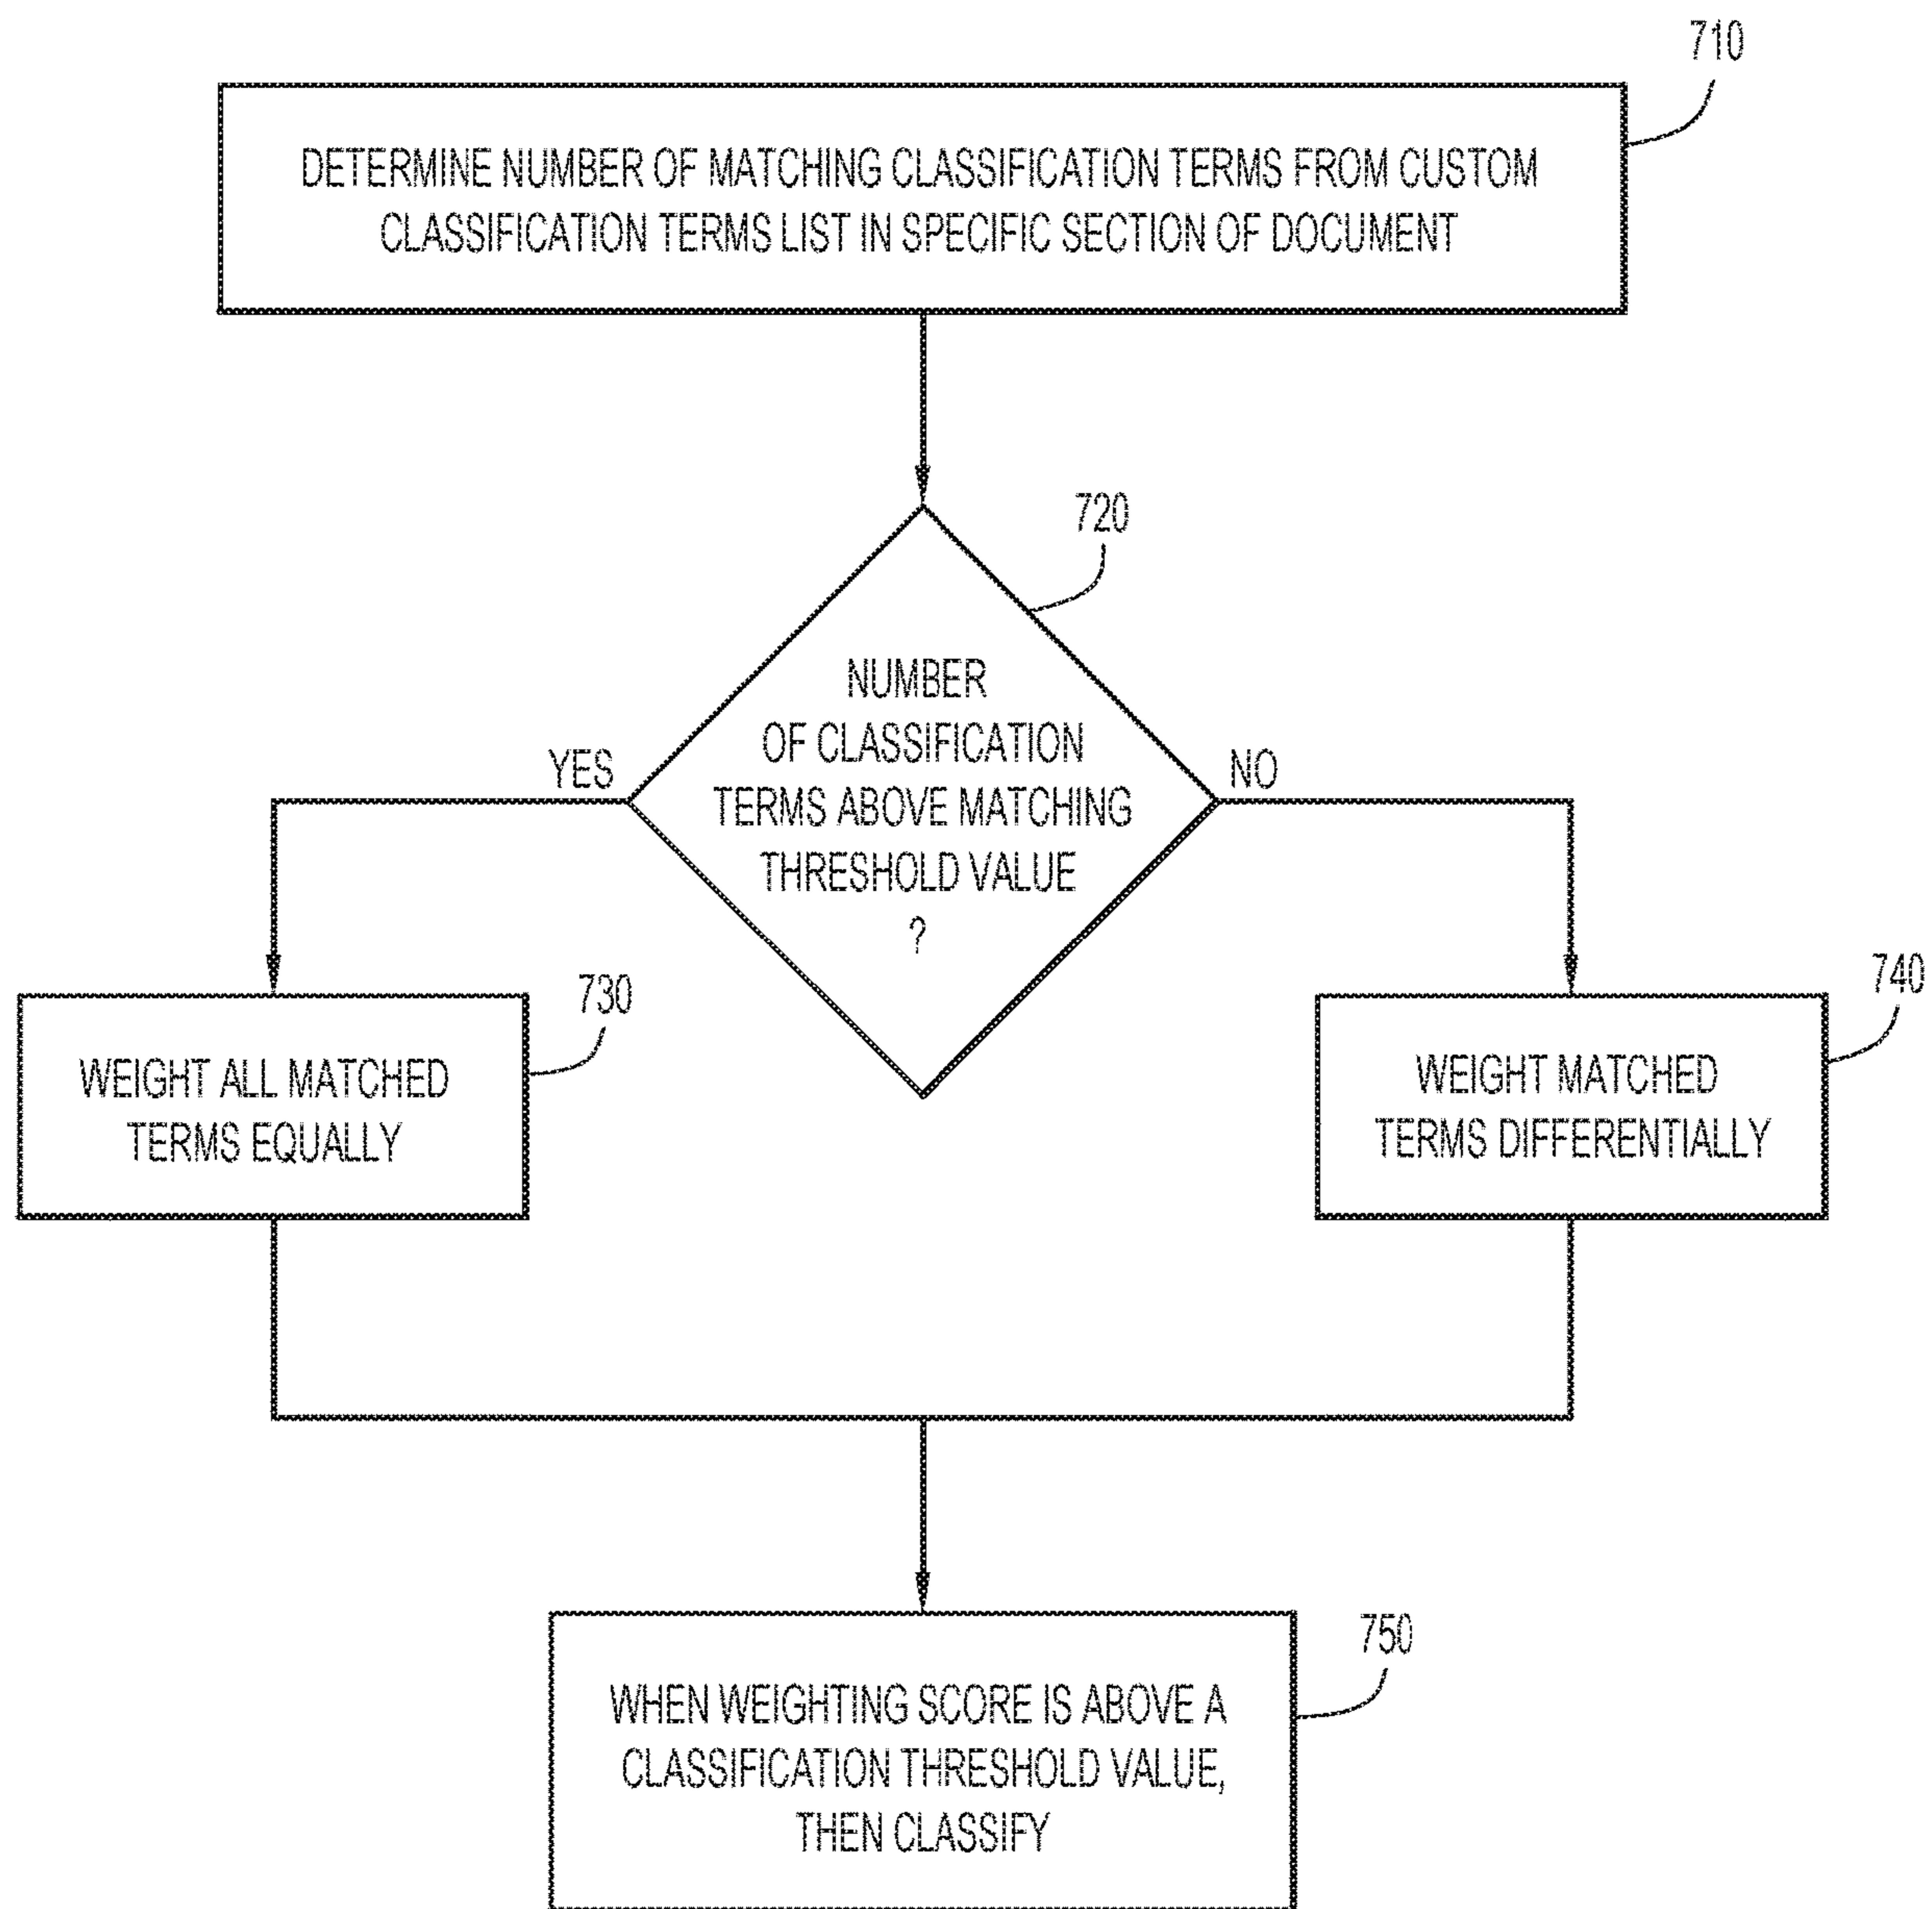 710
DETERMINE NUMBER OF MATCHING CLASSIFICATION TERMS FROM CUSTOM
CLASSIFICATION TERMS LIST IN SPECIFIC SECTION OF DOCUMENT
720
NUMBER
OF CLASSIFICATION
TERMS ABOVE MATCHING
THRESHOLD VALUE
?
YES
NO
730
WEIGHT ALL MATCHED
TERMS EQUALLY
740
WEIGHT MATCHED
TERMS DIFFERENTIALLY
750
WHEN WEIGHTING SCORE IS ABOVE A
CLASSIFICATION THRESHOLD VALUE,
THEN CLASSIFY